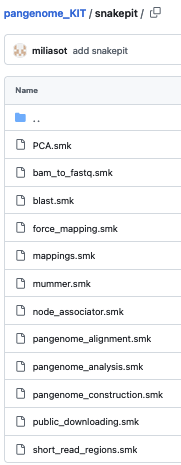 pangenome_KIT / snakepit /
miliasot add snakepit
Name
..
PCA.smk
bam_to_fastq.smk
blast.smk
force_mapping.smk
mappings.smk
mummer.smk
node_associator.smk
pangenome_alignment.smk
pangenome_analysis.smk
pangenome_construction.smk
public_downloading.smk
short_read_regions.smk